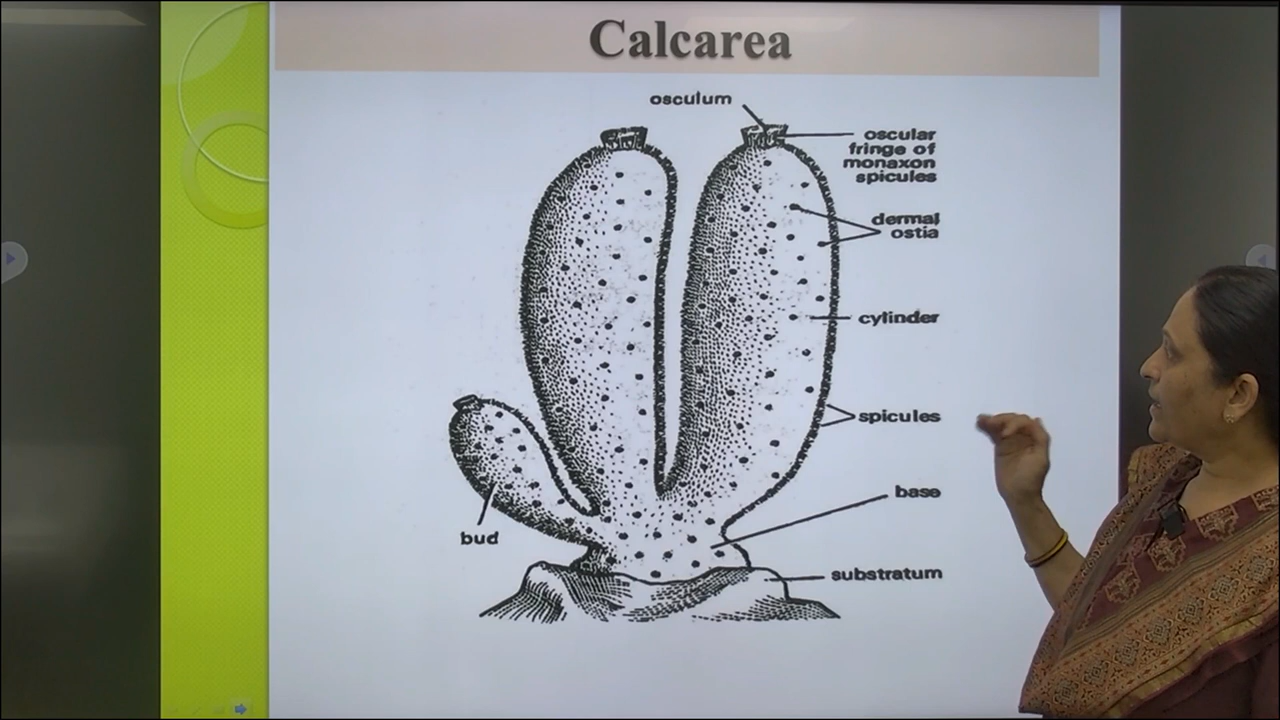 Calcarea
osculum
oscular
fringe of
monaxon
spicules
dermal
ostia
cylinder
spicules
base
bud
substratum